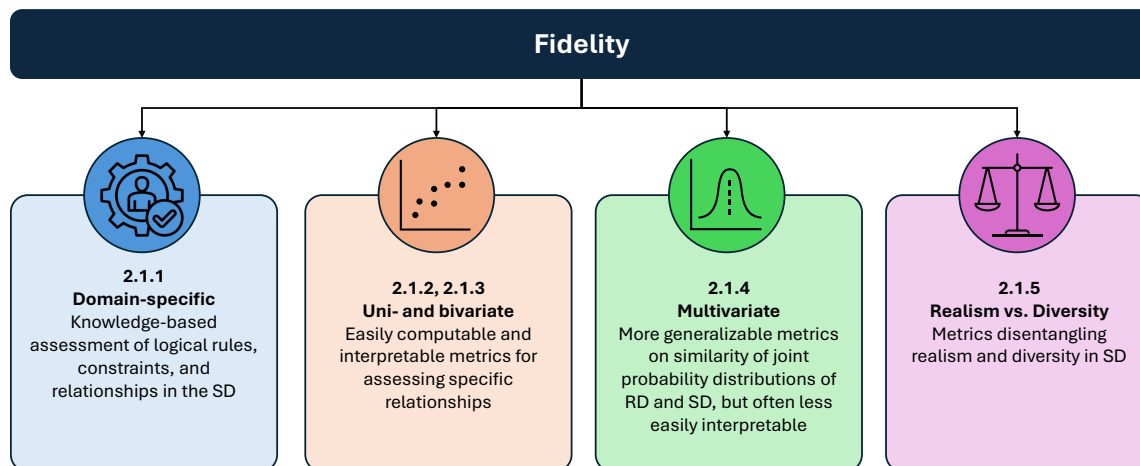 Fidelity
2.1.1
Domain-specific
Knowledge-based
assessment of logical rules,
constraints, and
relationships in the SD
2.1.2, 2.1.3
Uni- and bivariate
Easily computable and
interpretable metrics for
assessing specific
relationships
2.1.4
Multivariate
More generalizable metrics
on similarity of joint
probability distributions of
RD and SD, but often less
easily interpretable
2.1.5
Realism vs. Diversity
Metrics disentangling
realism and diversity in SD